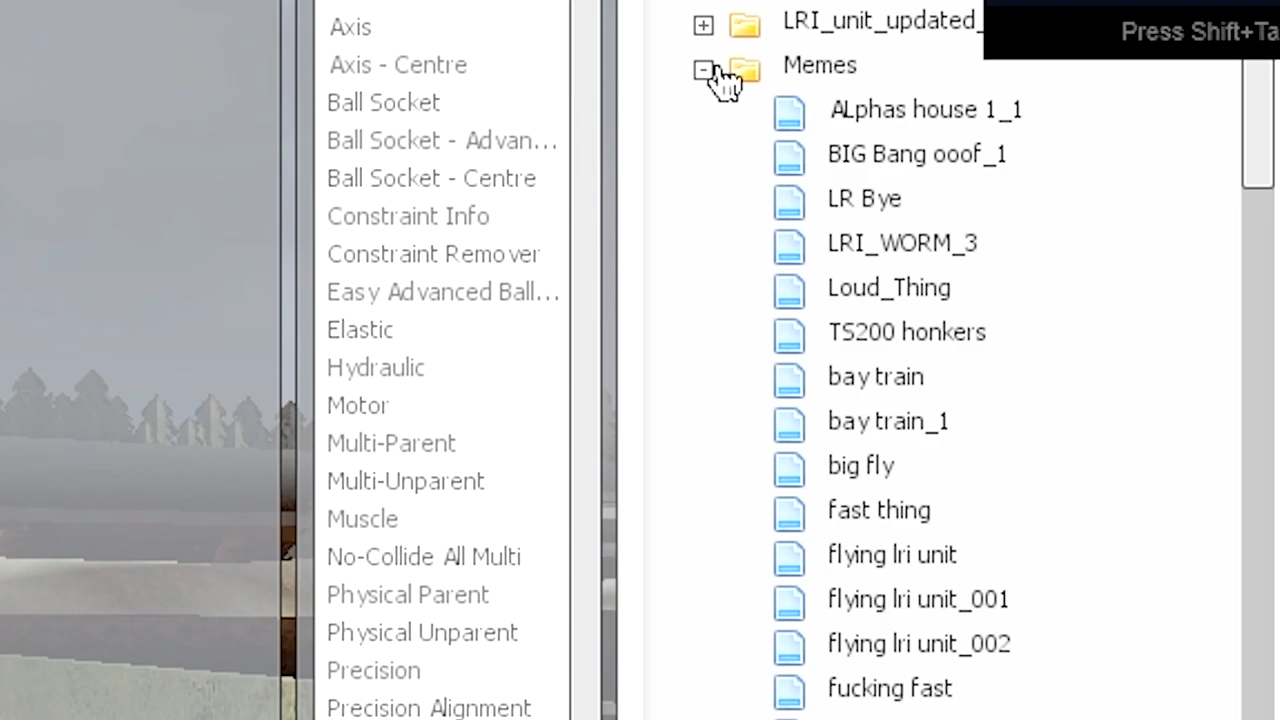 Axis
Axis - Centre
Ball Socket
Ball Socket - Advan...
Ball Socket - Centre
Constraint Info
Constraint Remover
Easy Advanced Ball...
Elastic
Hydraulic
Motor
Multi-Parent
Multi-Unparent
Muscle
No-Collide All Multi
Physical Parent
Physical Unparent
Precision
Precision Alignment
LRI_unit_updated_
Press Shift+Ta
Memes
ALphas house 1_1
BIG Bang ooof_1
LR Bye
LRI_WORM_3
Loud_Thing
TS200 honkers
bay train
bay train_1
big fly
fast thing
flying lri unit
flying lri unit_001
flying lri unit_002
fucking fast